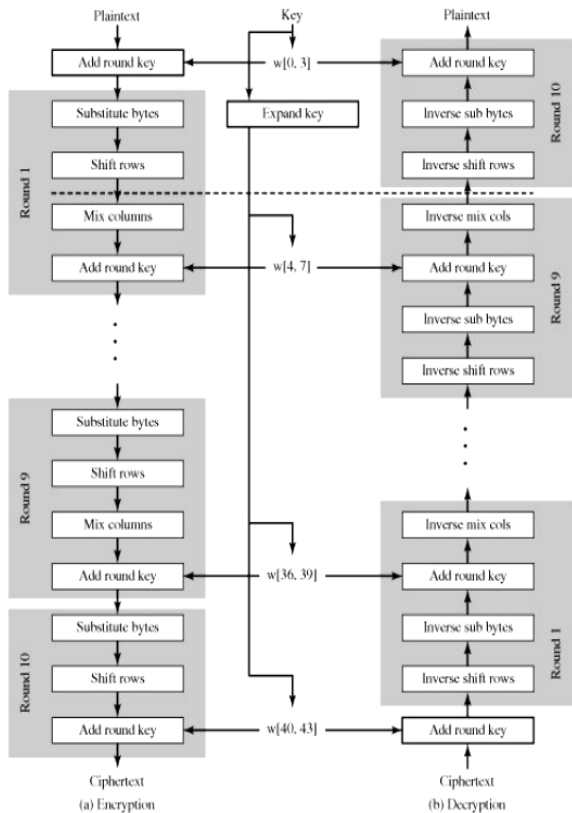 Plaintext
Key
Plaintext
Add round key
w[0, 3]
Add round key
Substitute bytes
Expand key
Inverse sub bytes
Round 10
Shift rows
Inverse shift rows
Round 1
Mix columns
Inverse mix cols
Add round key
w[4, 7]
Add round key
Round 9
Inverse sub bytes
Inverse shift rows
Substitute bytes
Shift rows
Round 9
Mix columns
Inverse mix cols
Add round key
w[36, 39]
Add round key
Substitute bytes
Inverse sub bytes
Round 1
Shift rows
Inverse shift rows
Round 10
Add round key
w[40, 43]
Add round key
Ciphertext
Ciphertext
(a) Encryption
(b) Decryption